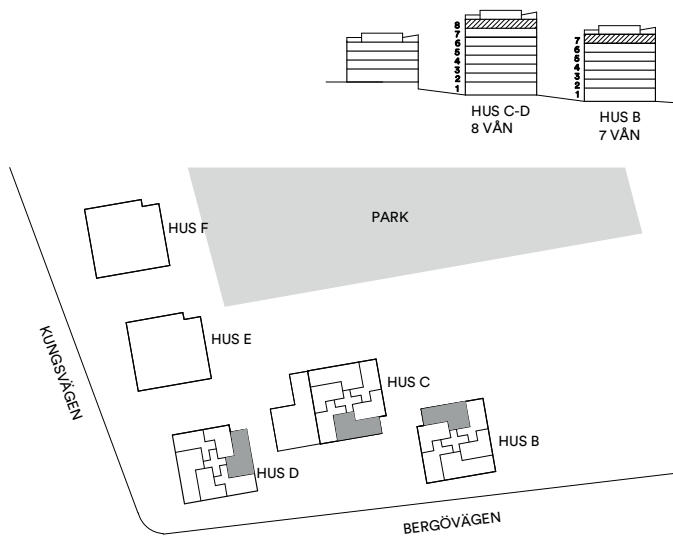 8
7
6
5
4
3
2
1
7
6
5
4
3
2
1
HUS C-D
8 VÅN
HUS B
7 VÅN
PARK
HUS F
HUS E
KUNGSVÄGEN
HUS C
HUS B
HUS D
BERGÖVÄGEN